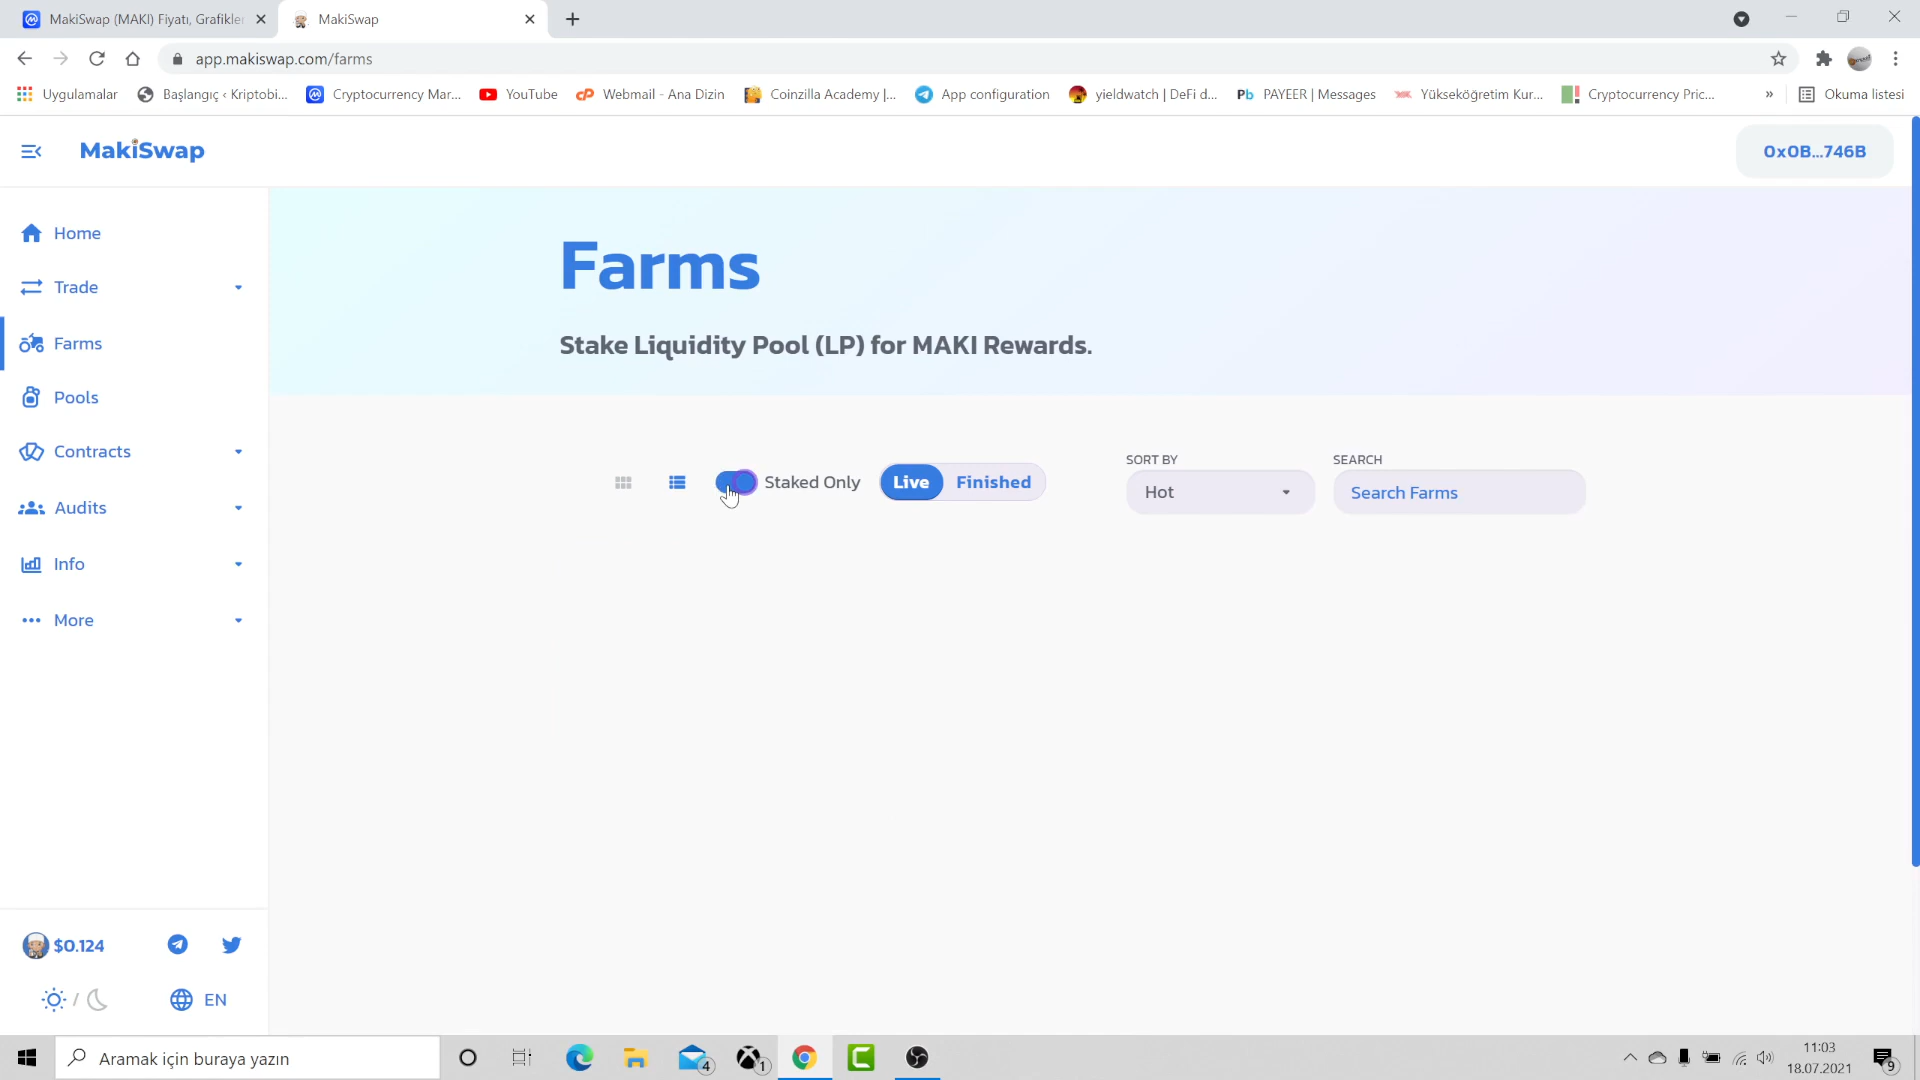 MakiSwap (MAKI) Fiyatı, Grafikle
MakiSwap
app.makiswap.com/farms
Uygulamalar
Başlangıç ‹ Kriptobi...
Cryptocurrency Mar...
YouTube
Webmail - Ana Dizin
Coinzilla Academy |...
App configuration
yieldwatch | DeFi d...
PAYEER | Messages
Yükseköğretim Kur...
Cryptocurrency Pric...
»
Okuma listesi
MakiSwap
0x0B...746B
Home
Trade
Farms
Pools
Contracts
Audits
Info
More
Farms
Stake Liquidity Pool (LP) for MAKI Rewards.
Staked Only
Live
Finished
SORT BY
Hot
SEARCH
Search Farms
$0.124
/
EN
Aramak için buraya yazın
4
1
11:03
18.07.2021
9